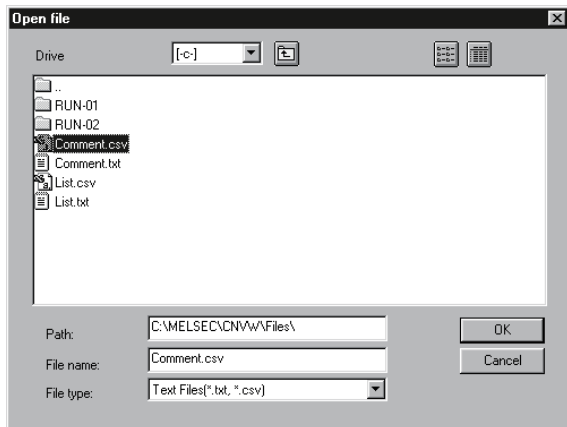 Open file
Drive [-c-]
..
RUN-01
RUN-02
Comment.csv
Comment.txt
List.csv
List.txt
Path: C:\MELSEC\CNVW\Files\ OK
File name: Comment.csv Cancel
File type: Text Files(*.txt, *.csv)